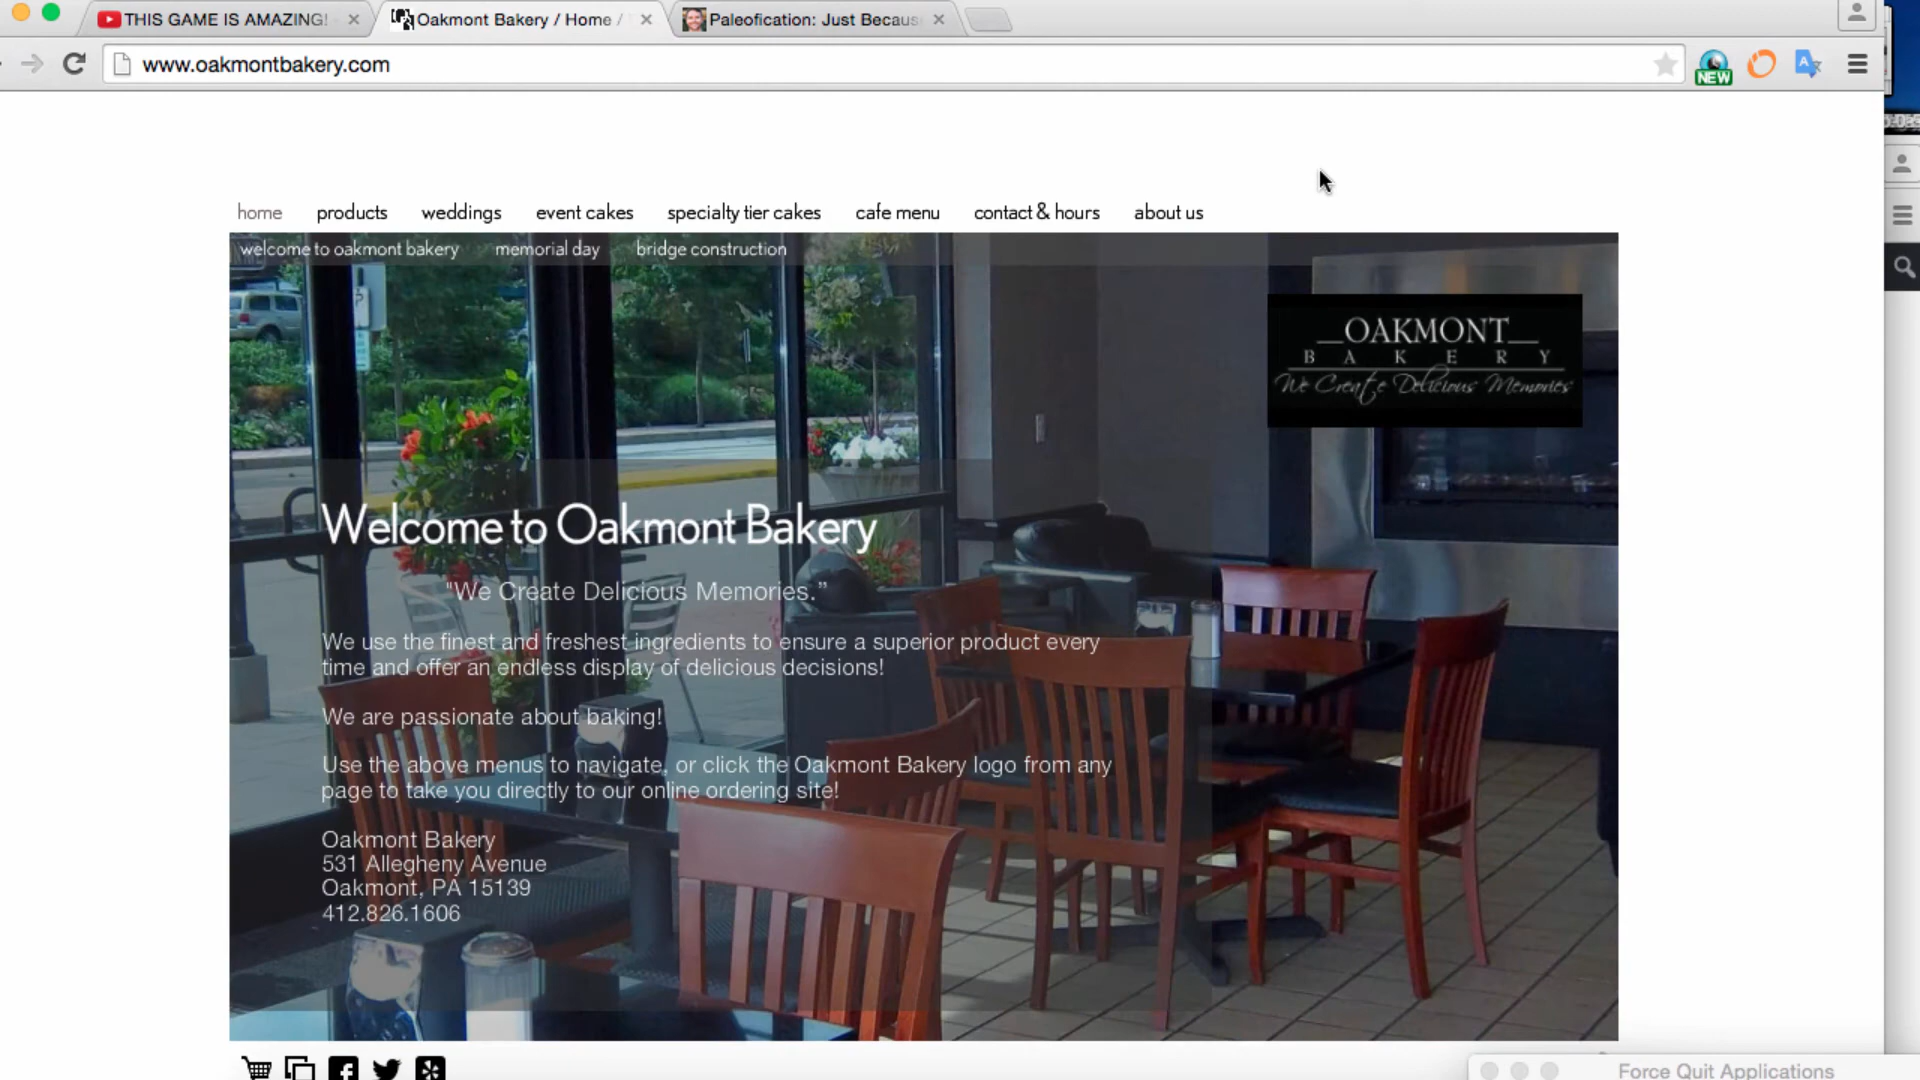 THIS GAME IS AMAZING!
Oakmont Bakery / Home /
Paleofication: Just Becaus
www.oakmontbakery.com
NEW
A
home products weddings event cakes specialty tier cakes cafe menu contact & hours about us
welcome to oakmont bakery memorial day bridge construction
OAKMONT
BAKERY
We Create Delicious Memories
Welcome to Oakmont Bakery
"We Create Delicious Memories."
We use the finest and freshest ingredients to ensure a superior product every
time and offer an endless display of delicious decisions!
We are passionate about baking!
Use the above menus to navigate, or click the Oakmont Bakery logo from any
page to take you directly to our online ordering site!
Oakmont Bakery
531 Allegheny Avenue
Oakmont, PA 15139
412.826.1606
Force Quit Applications